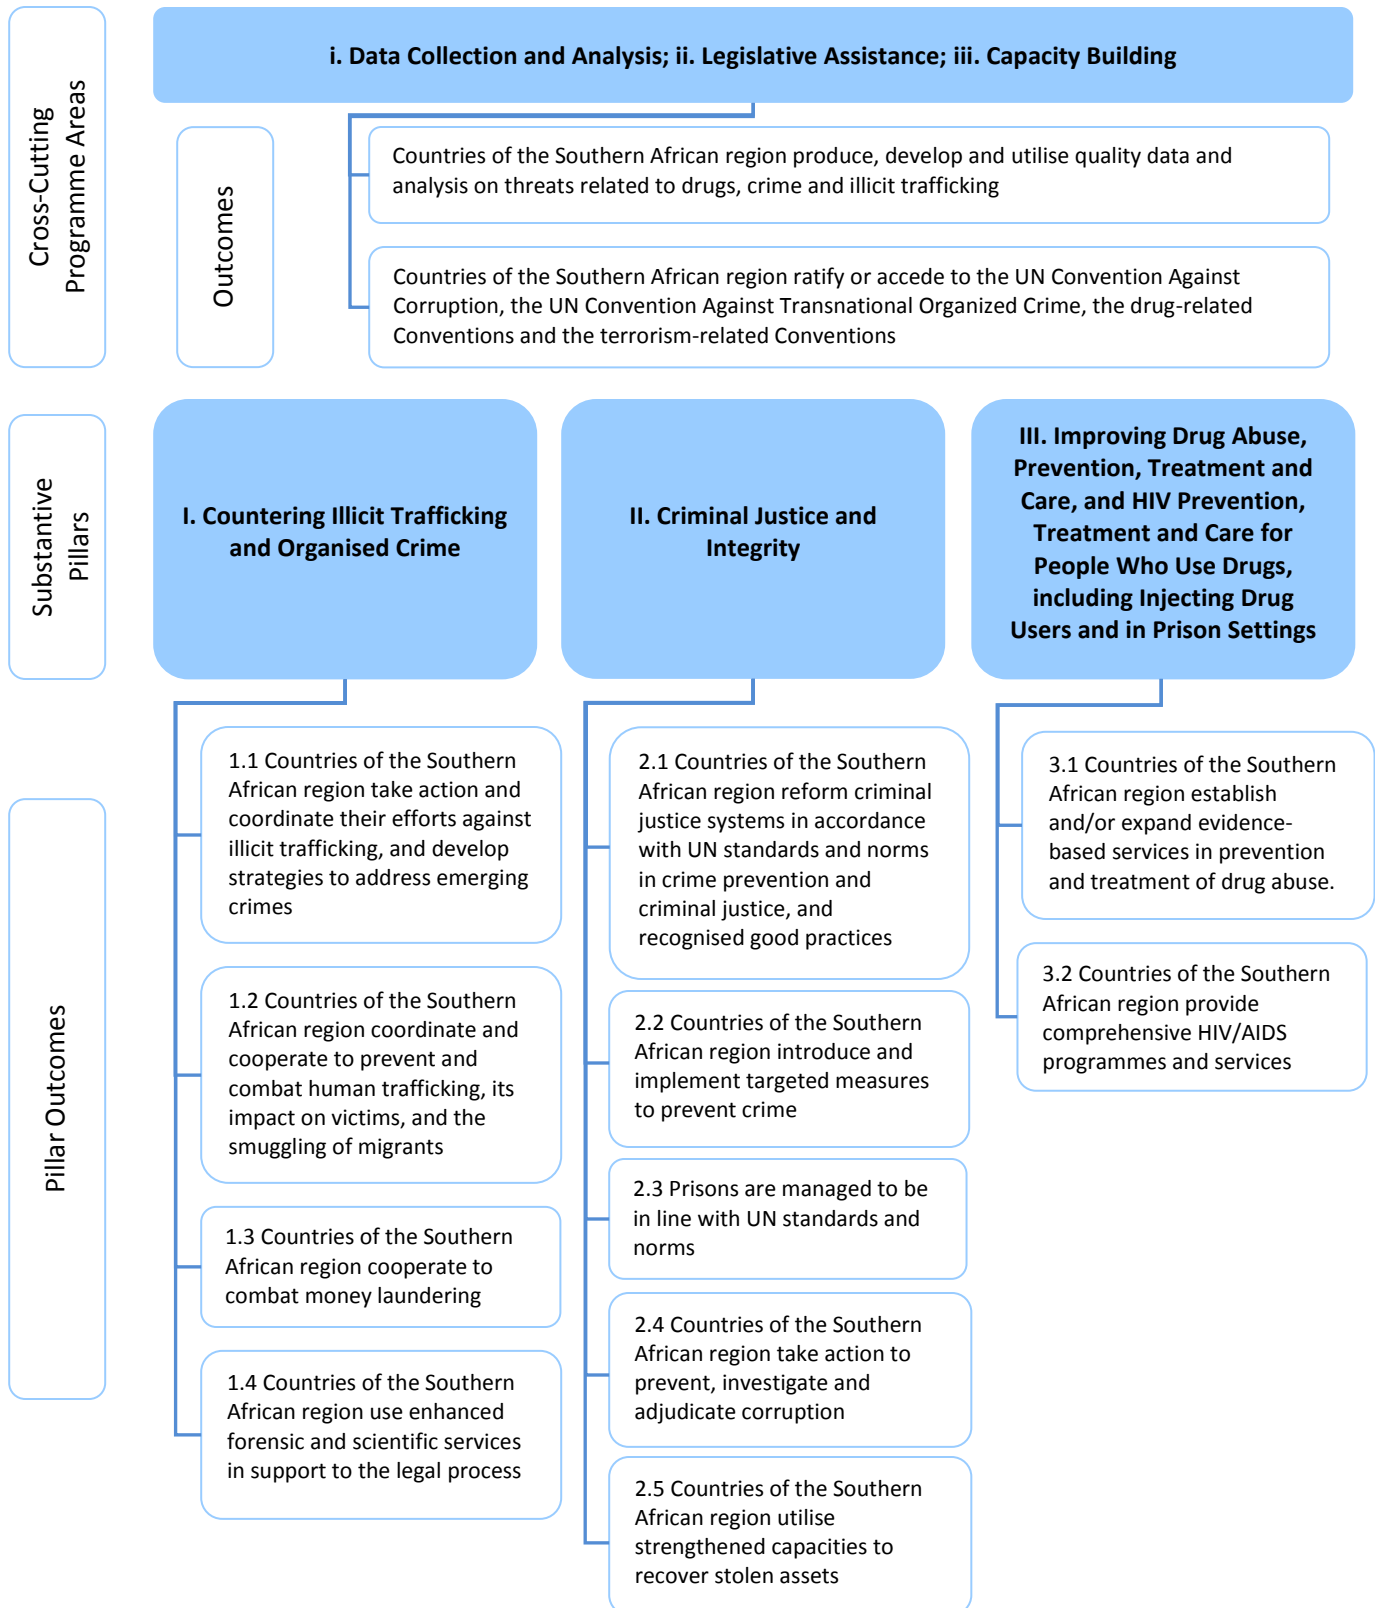 Cross-Cutting
Programme Areas
i. Data Collection and Analysis; ii. Legislative Assistance; iii. Capacity Building
Outcomes
Countries of the Southern African region produce, develop and utilise quality data and
analysis on threats related to drugs, crime and illicit trafficking
Countries of the Southern African region ratify or accede to the UN Convention Against
Corruption, the UN Convention Against Transnational Organized Crime, the drug-related
Conventions and the terrorism-related Conventions
Substantive
Pillars
I. Countering Illicit Trafficking
and Organised Crime
II. Criminal Justice and
Integrity
III. Improving Drug Abuse,
Prevention, Treatment and
Care, and HIV Prevention,
Treatment and Care for
People Who Use Drugs,
including Injecting Drug
Users and in Prison Settings
Pillar Outcomes
1.1 Countries of the Southern
African region take action and
coordinate their efforts against
illicit trafficking, and develop
strategies to address emerging
crimes
1.2 Countries of the Southern
African region coordinate and
cooperate to prevent and
combat human trafficking, its
impact on victims, and the
smuggling of migrants
1.3 Countries of the Southern
African region cooperate to
combat money laundering
1.4 Countries of the Southern
African region use enhanced
forensic and scientific services
in support to the legal process
2.1 Countries of the Southern
African region reform criminal
justice systems in accordance
with UN standards and norms
in crime prevention and
criminal justice, and
recognised good practices
2.2 Countries of the Southern
African region introduce and
implement targeted measures
to prevent crime
2.3 Prisons are managed to be
in line with UN standards and
norms
2.4 Countries of the Southern
African region take action to
prevent, investigate and
adjudicate corruption
2.5 Countries of the Southern
African region utilise
strengthened capacities to
recover stolen assets
3.1 Countries of the Southern
African region establish
and/or expand evidence-
based services in prevention
and treatment of drug abuse.
3.2 Countries of the Southern
African region provide
comprehensive HIV/AIDS
programmes and services